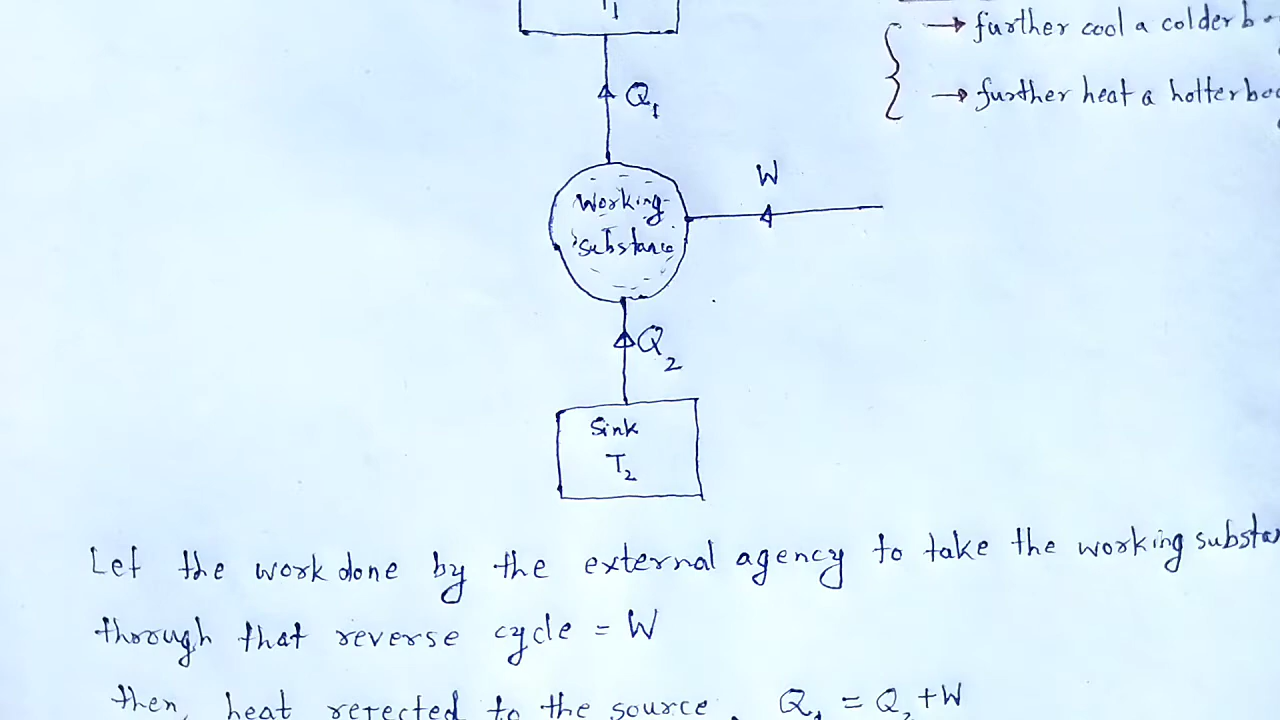 T₁
→ further cool a colder
→ further heat a hotter
Q₁
W
Working
substance
Q₂
Sink
T₂
Let the work done by the external agency to take the working
through that reverse cycle = W
then, heat rejected to the source, Q₁ = Q₂ + W